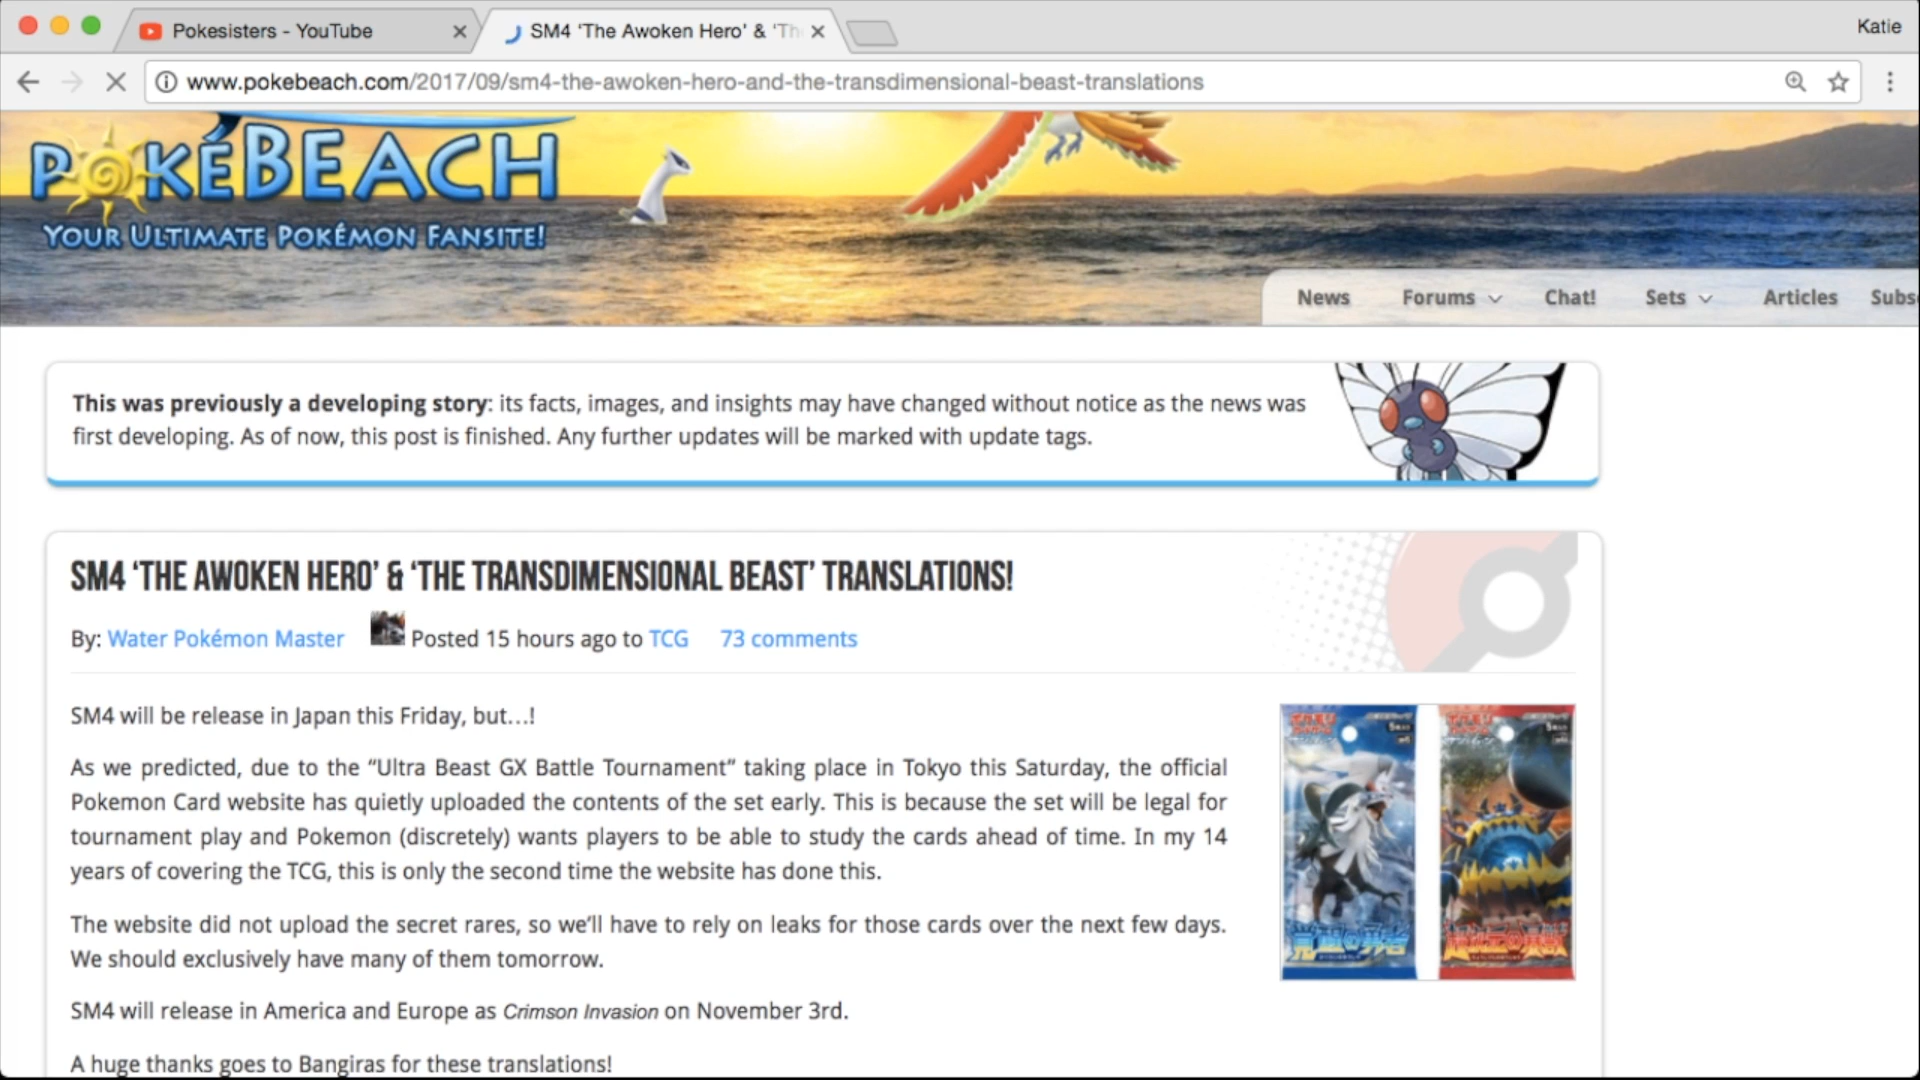 Pokesisters - YouTube
SM4 'The Awoken Hero' & 'Th
Katie
www.pokebeach.com/2017/09/sm4-the-awoken-hero-and-the-transdimensional-beast-translations
POKéBEACH
YOUR ULTIMATE POKÉMON FANSITE!
News Forums Chat! Sets Articles Subs
This was previously a developing story: its facts, images, and insights may have changed without notice as the news was
first developing. As of now, this post is finished. Any further updates will be marked with update tags.
SM4 ‘THE AWOKEN HERO’ & ‘THE TRANSDIMENSIONAL BEAST’ TRANSLATIONS!
By: Water Pokémon Master Posted 15 hours ago to TCG 73 comments
SM4 will be release in Japan this Friday, but…!
As we predicted, due to the “Ultra Beast GX Battle Tournament” taking place in Tokyo this Saturday, the official
Pokemon Card website has quietly uploaded the contents of the set early. This is because the set will be legal for
tournament play and Pokemon (discretely) wants players to be able to study the cards ahead of time. In my 14
years of covering the TCG, this is only the second time the website has done this.
The website did not upload the secret rares, so we’ll have to rely on leaks for those cards over the next few days.
We should exclusively have many of them tomorrow.
SM4 will release in America and Europe as Crimson Invasion on November 3rd.
A huge thanks goes to Bangiras for these translations!